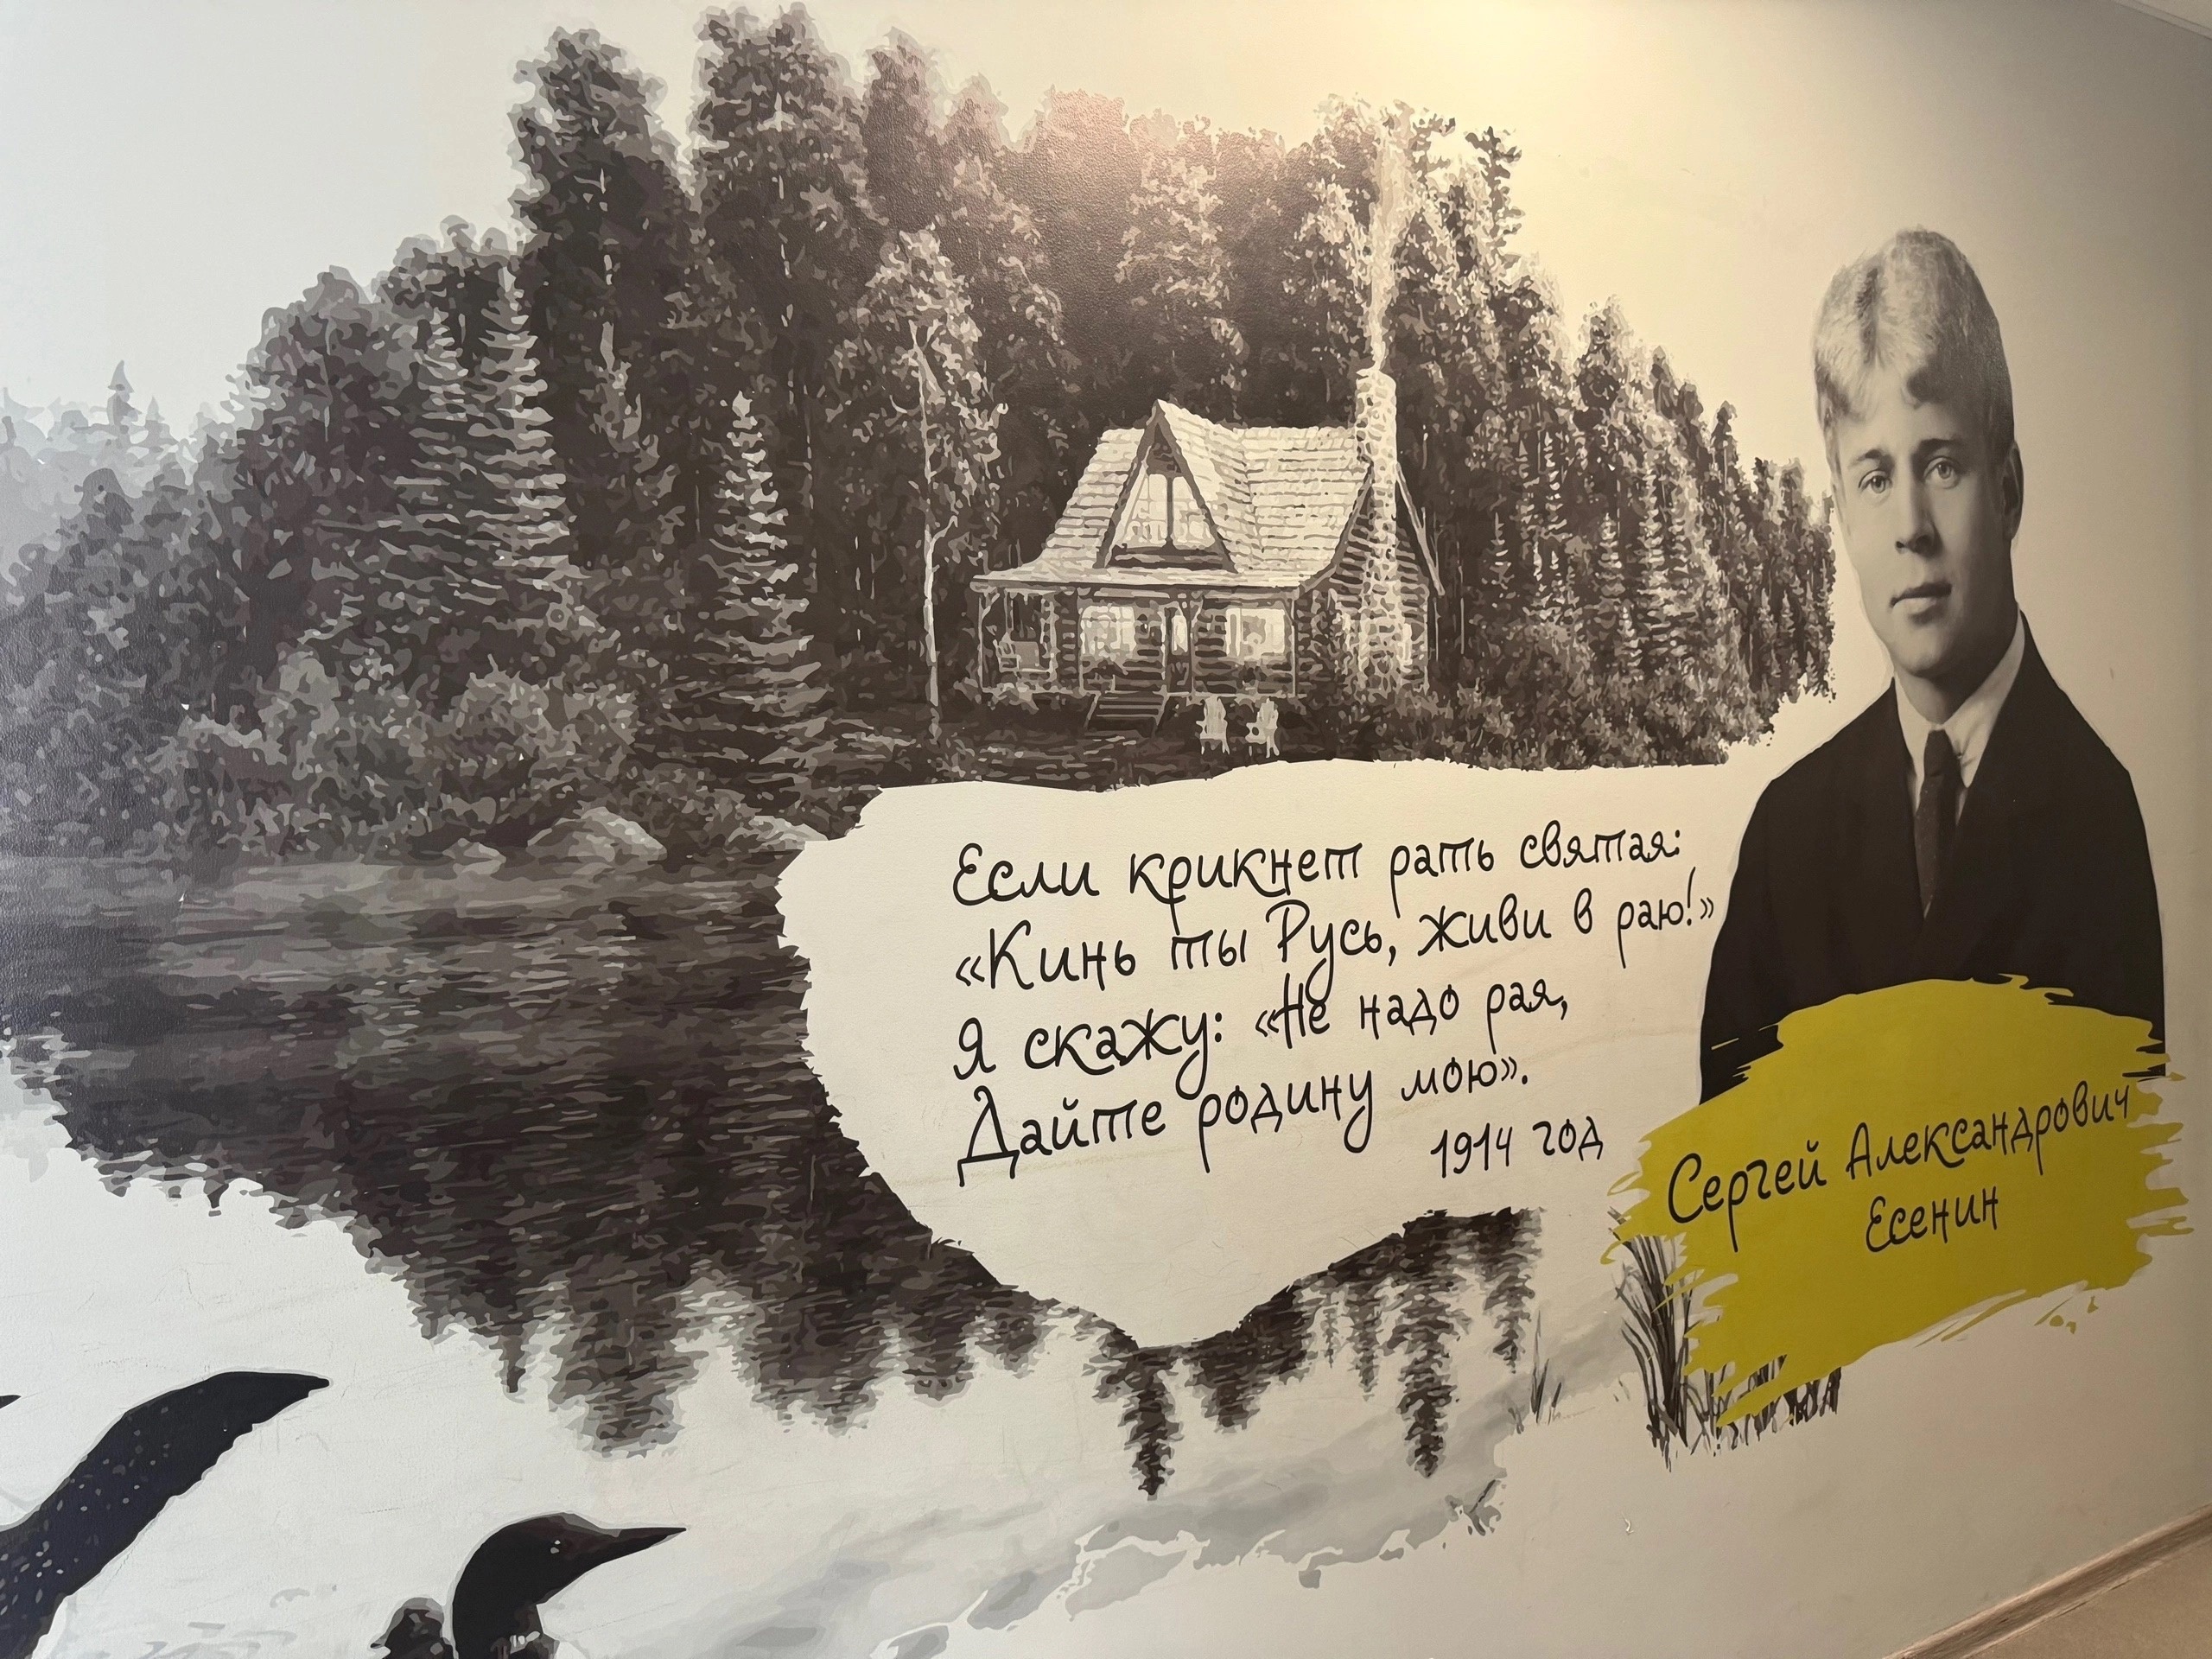 Если крикнет рать святая:
«Кинь ты Русь, живи в раю!»
Я скажу: «Не надо рая,
Дайте родину мою».
1914 год
Сергей Александрович
Есенин